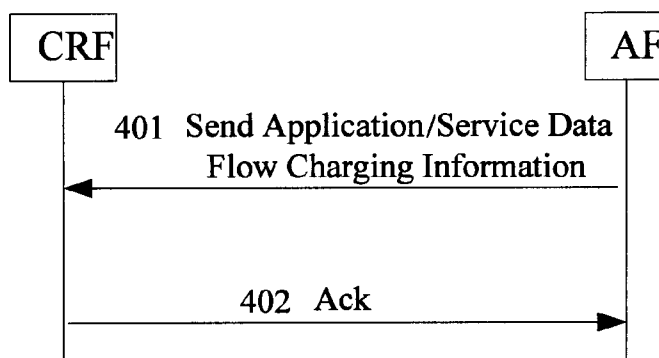 CRF
AF
401 Send Application/Service Data
Flow Charging Information
402 Ack